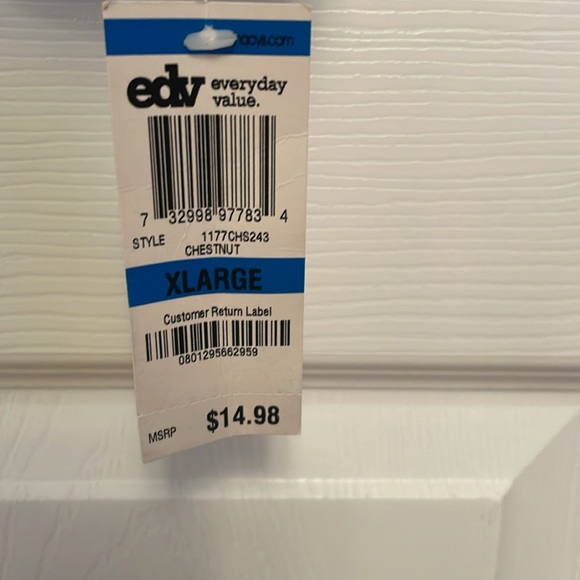 edv everyday
value.
7 32998 97783 4
STYLE 1177CHS243
CHESTNUT
XLARGE
Customer Return Label
0801295662959
MSRP $14.98